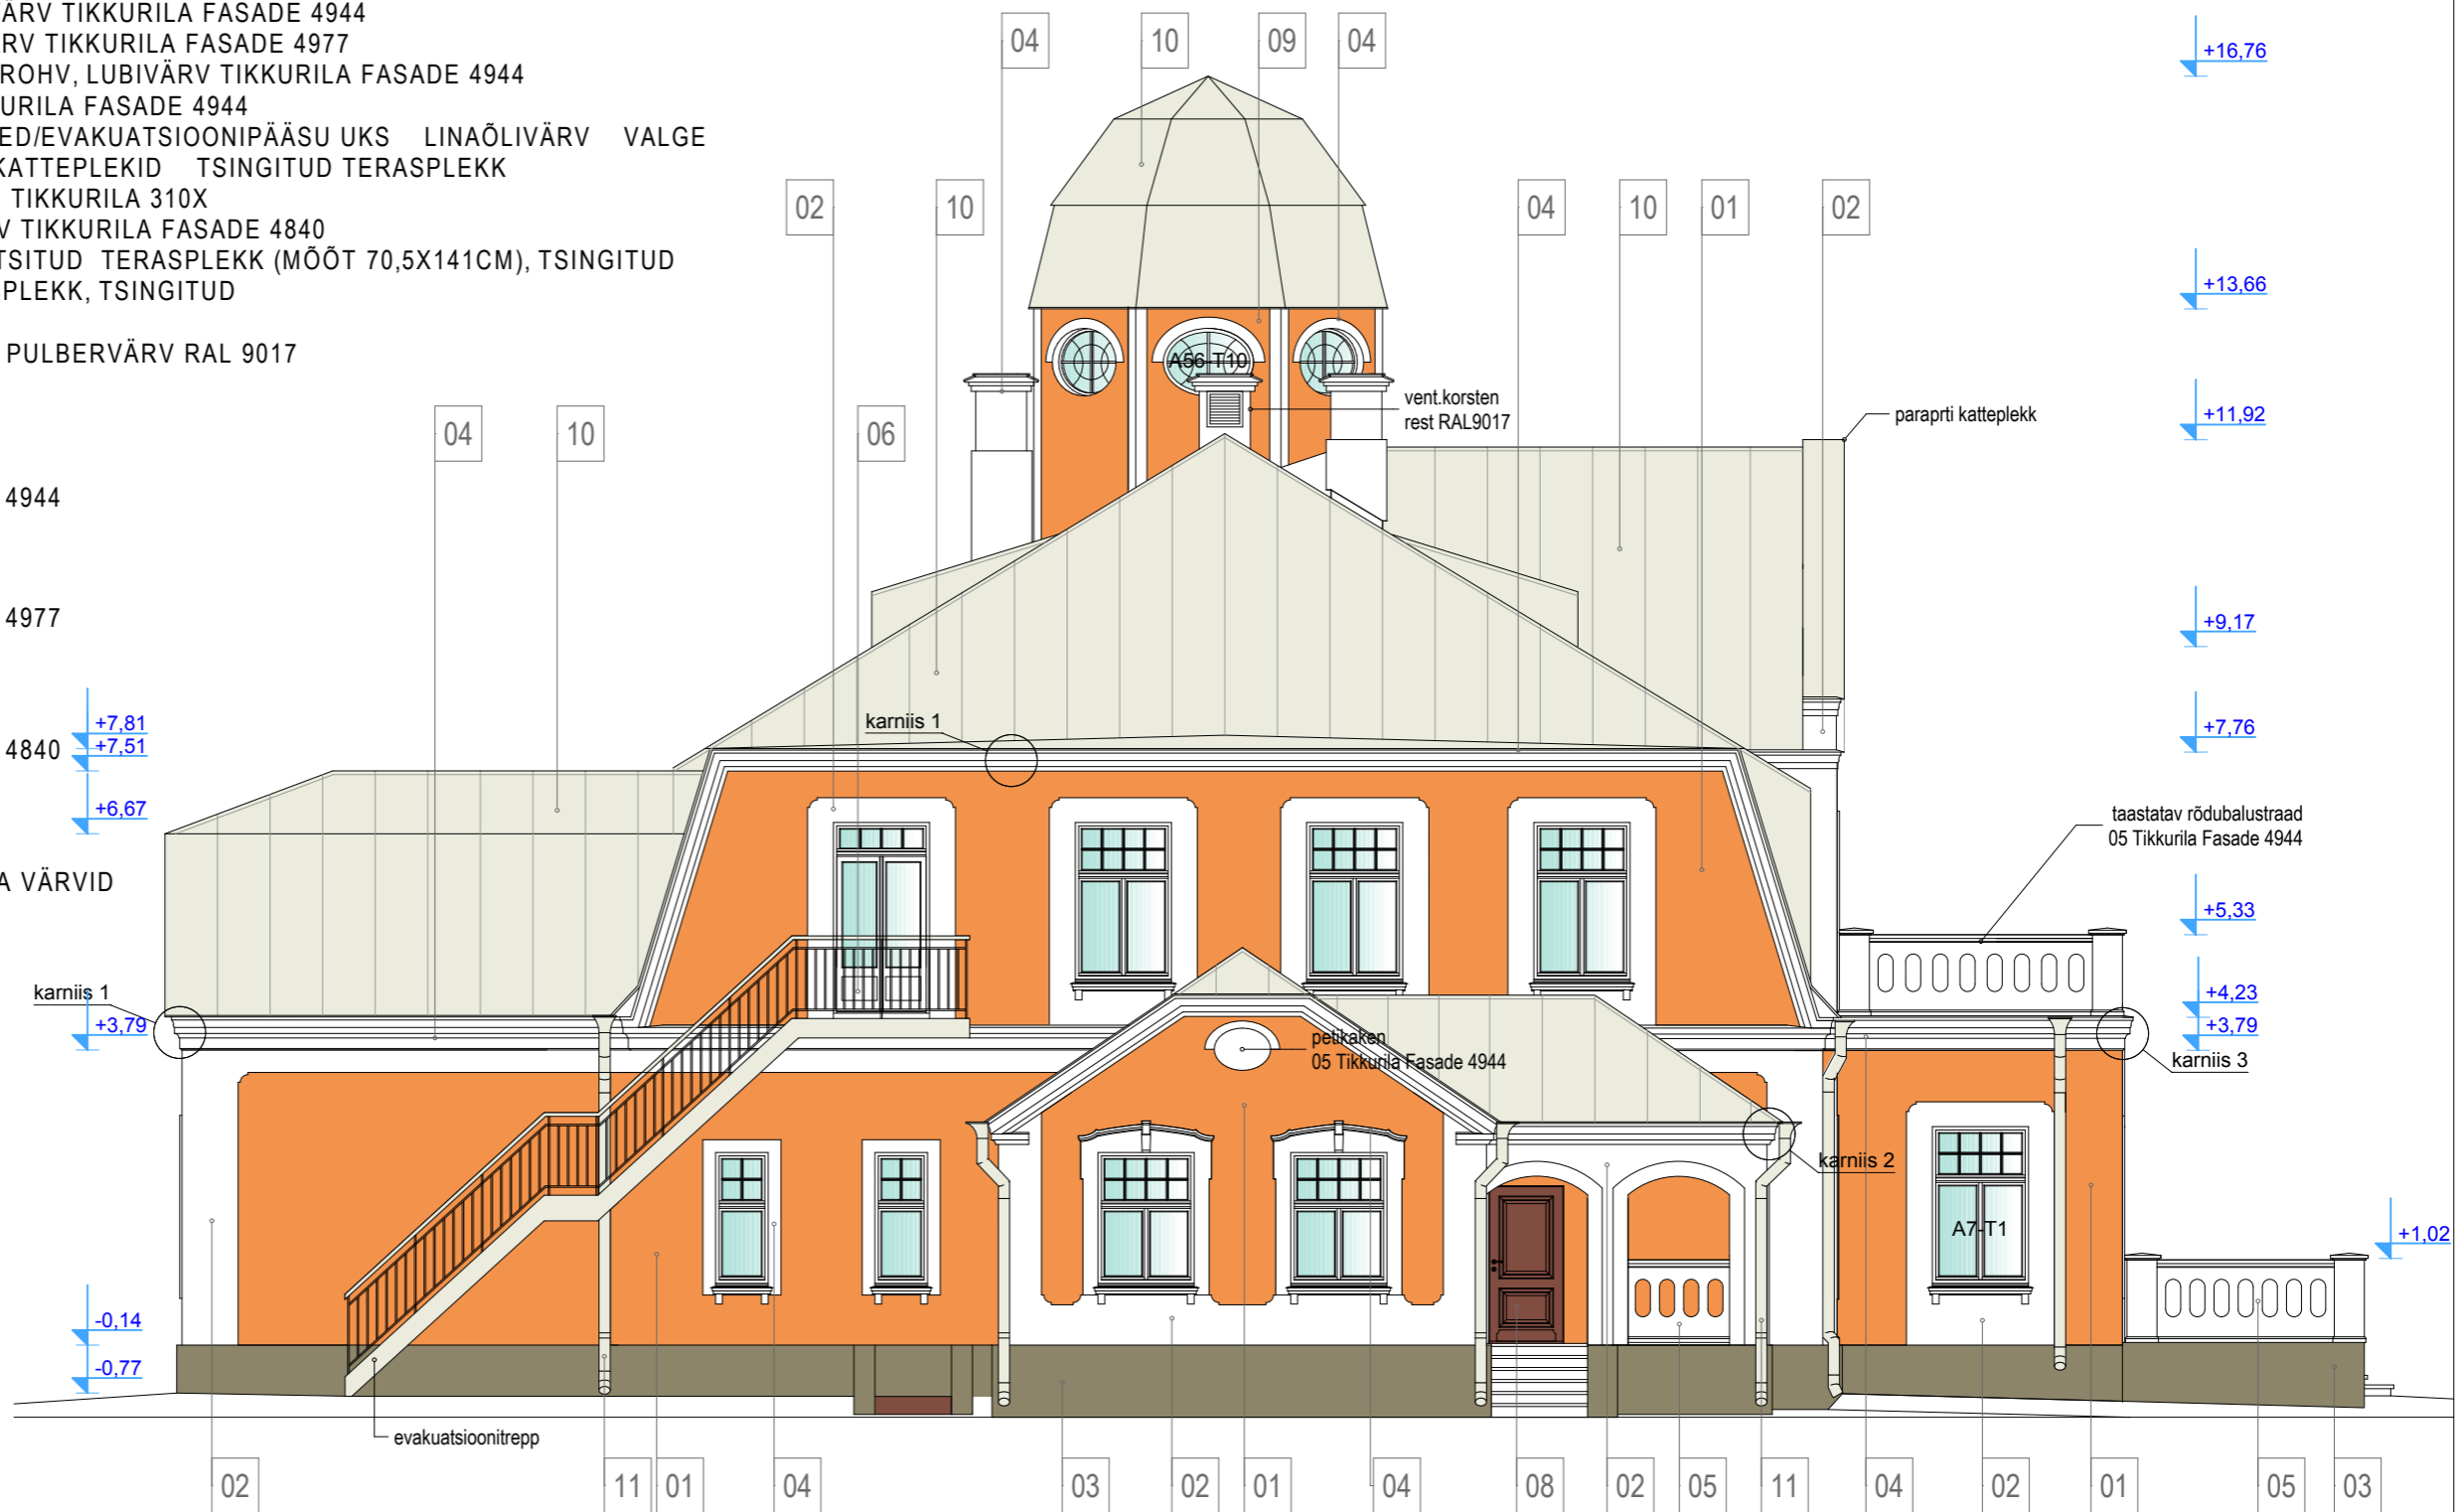 ÄRV TIKKURILA FASADE 4944
ÄRV TIKKURILA FASADE 4977
ROHV, LUBIVÄRV TIKKURILA FASADE 4944
URILA FASADE 4944
ED/EVAKUATSIOONIPÄÄSU UKS LINAÕLIVÄRV VALGE
KATTEPLEKID TSINGITUD TERASPLEKK
TIKKURILA 310X
V TIKKURILA FASADE 4840
TSITUD TERASPLEKK (MÕÕT 70,5X141CM), TSINGITUD
PLEKK, TSINGITUD
PULBERVÄRV RAL 9017
4944
4977
4840
A VÄRVID
04
10
09
04
+16,76
02
10
04
10
01
02
+13,66
A56-T10
vent.korsten
rest RAL9017
paraprti katteplekk
+11,92
04
10
06
+9,17
+7,81
+7,51
+7,76
karniis 1
+6,67
taastatav rõdubalustraad
05 Tikkurila Fasade 4944
+5,33
karniis 1
+3,79
+4,23
+3,79
karniis 3
petikaken
05 Tikkurila Fasade 4944
karniis 2
A7-T1
+1,02
-0,14
-0,77
evakuatsioonitrepp
02
11
01
04
03
02
01
04
08
02
05
11
04
02
01
05
03